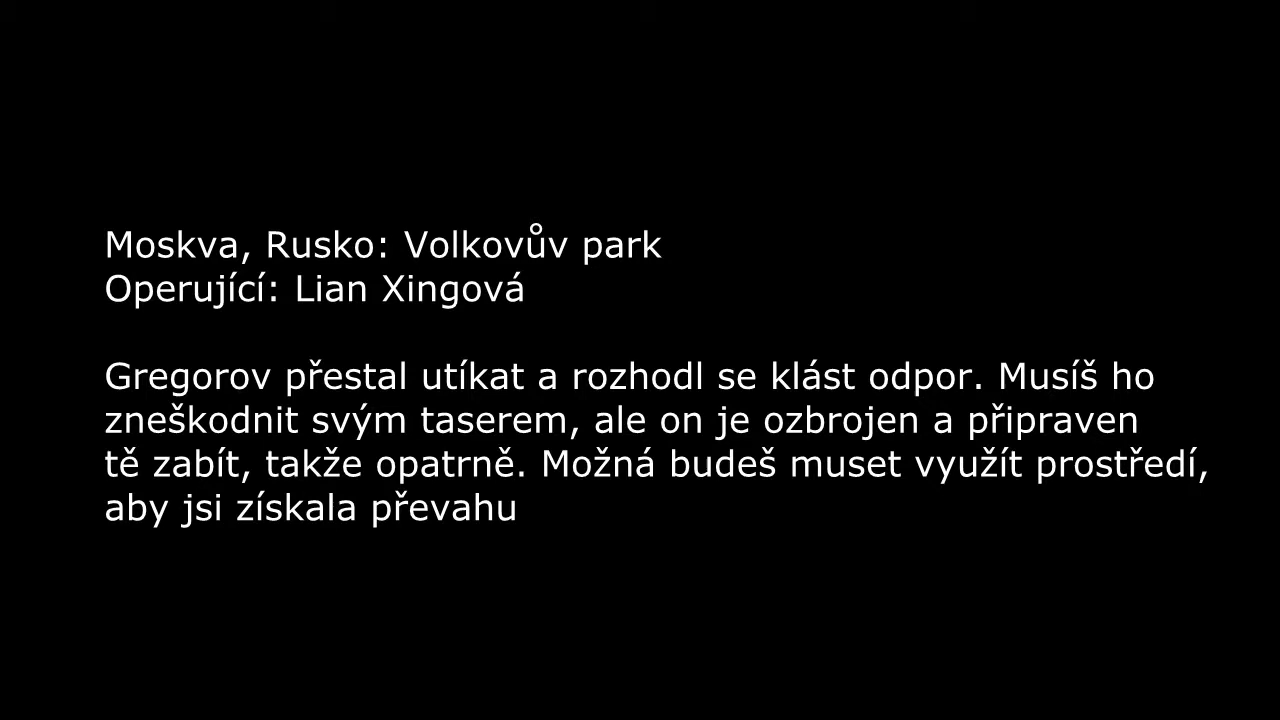 Moskva, Rusko: Volkovův park
Operující: Lian Xingová
Gregorov přestal utíkat a rozhodl se klást odpor. Musíš ho
zneškodnit svým taserem, ale on je ozbrojen a připraven
tě zabít, takže opatrně. Možná budeš muset využít prostředí,
aby jsi získala převahu